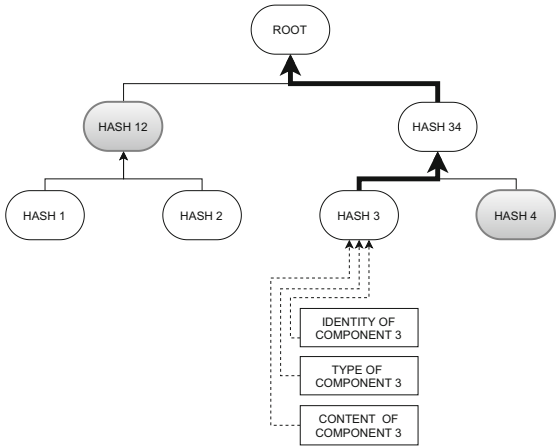 ROOT
HASH 12
HASH 34
HASH 1
HASH 2
HASH 3
HASH 4
IDENTITY OF
COMPONENT 3
TYPE OF
COMPONENT 3
CONTENT OF
COMPONENT 3